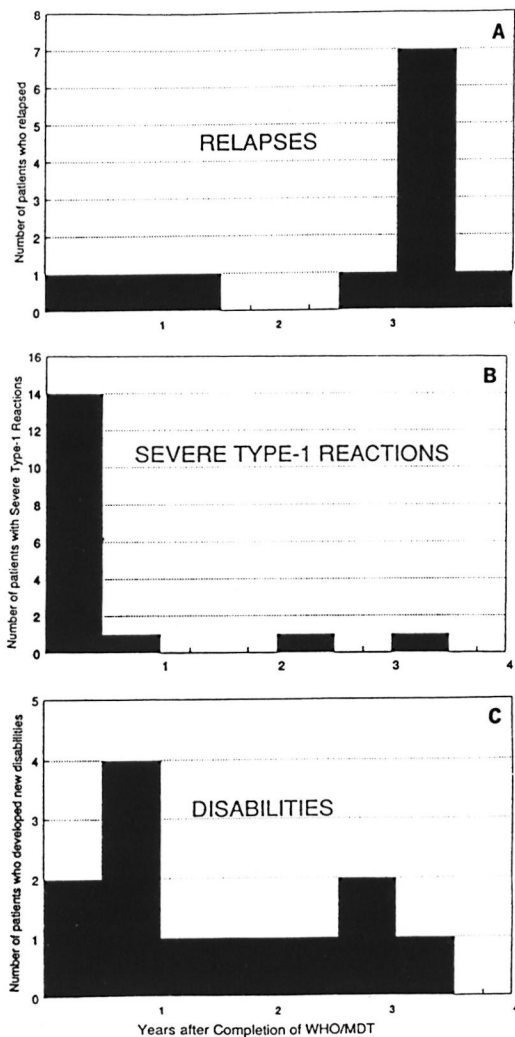 A
Number of patients who relapsed
8
7
6
5
4
3
2
1
0
RELAPSES
1 2 3
B
Number of patients with Severe Type-1 Reactions
16
14
12
10
8
6
4
2
0
SEVERE TYPE-1 REACTIONS
1 2 3 4
C
Number of patients who developed new disabilities
5
4
3
2
1
0
DISABILITIES
1 2 3 4
Years after Completion of WHO/MDT